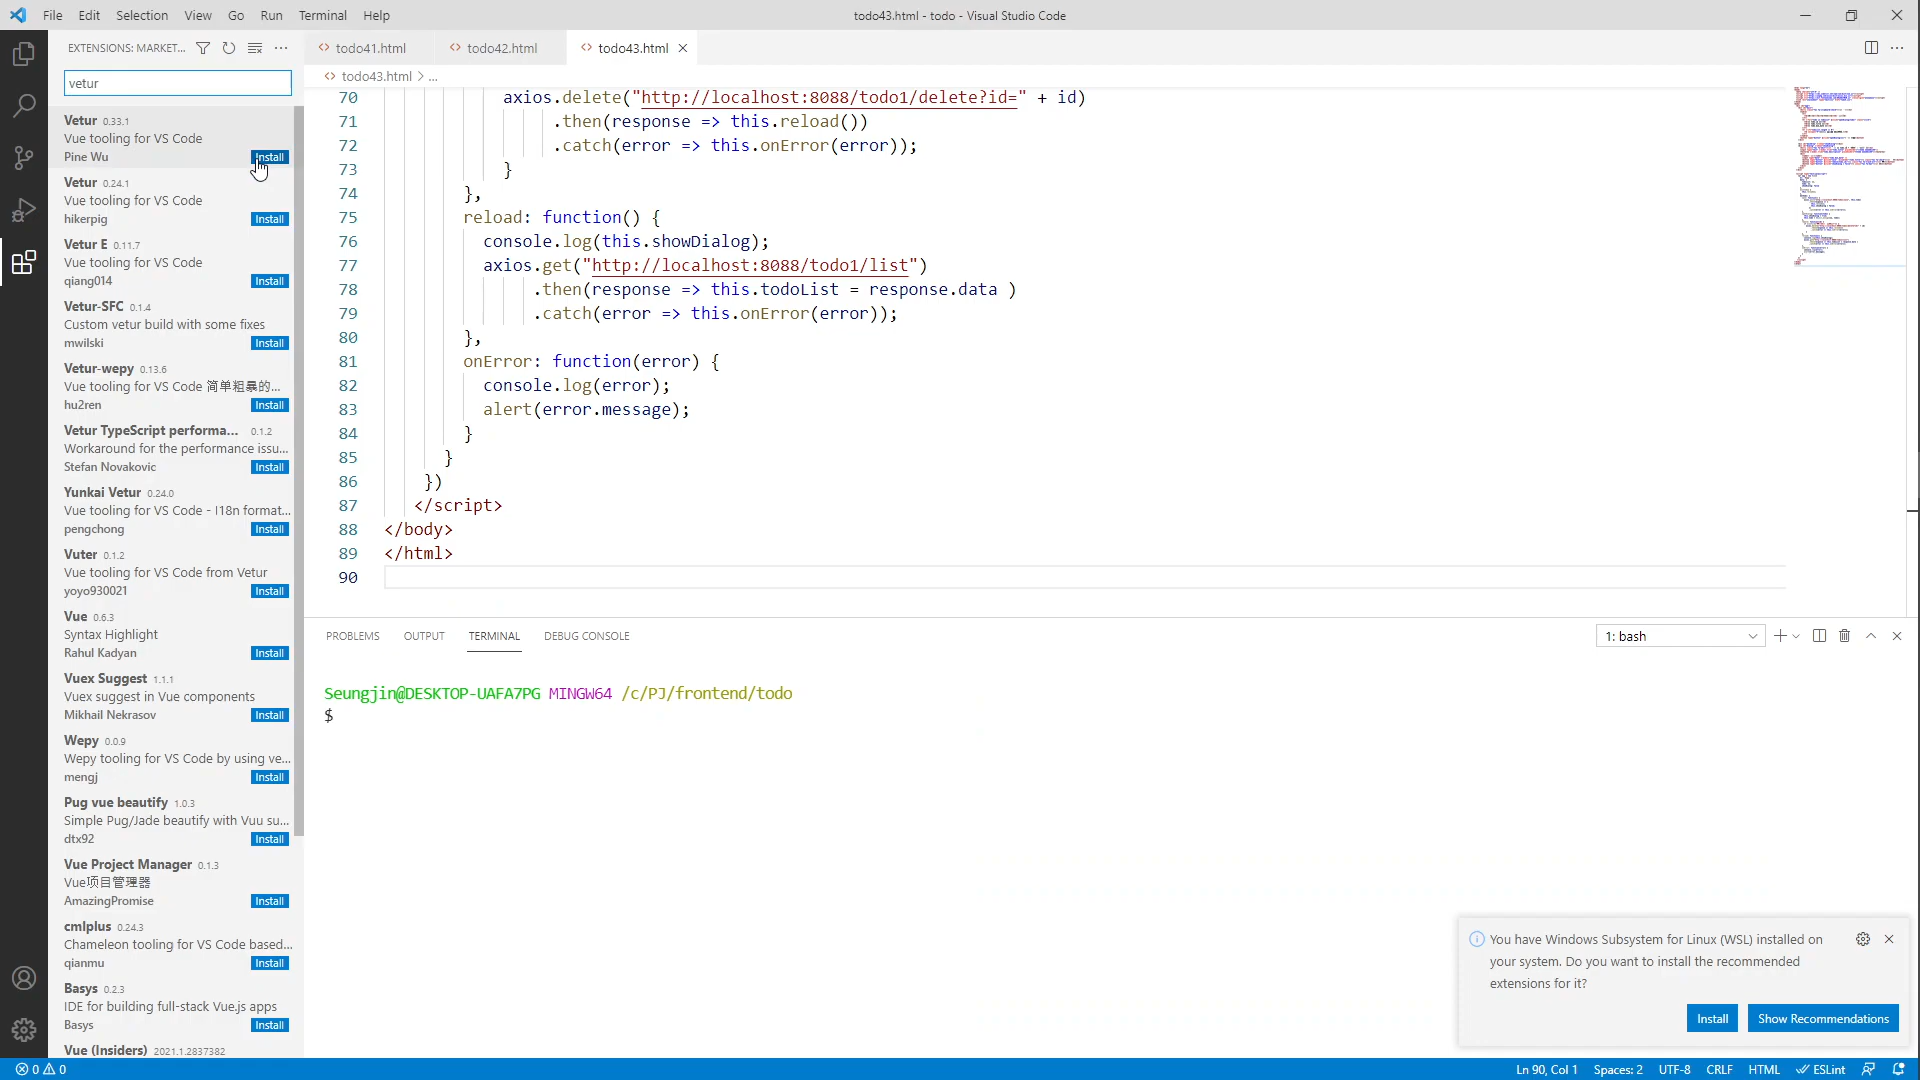 File Edit Selection View Go Run Terminal Help
todo43.html - todo - Visual Studio Code
EXTENSIONS: MARKET...
vetur
Vetur 0.33.1
Vue tooling for VS Code
Pine Wu
Install
Vetur 0.24.1
Vue tooling for VS Code
hikerpig
Install
Vetur E 0.11.7
Vue tooling for VS Code
qiang014
Install
Vetur-SFC 0.1.4
Custom vetur build with some fixes
mwilski
Install
Vetur-wepy 0.13.6
Vue tooling for VS Code 简单粗暴的...
hu2ren
Install
Vetur TypeScript performa... 0.1.2
Workaround for the performance issu...
Stefan Novakovic
Install
Yunkai Vetur 0.24.0
Vue tooling for VS Code - I18n format...
pengchong
Install
Vuter 0.1.2
Vue tooling for VS Code from Vetur
yoyo930021
Install
Vue 0.6.3
Syntax Highlight
Rahul Kadyan
Install
Vuex Suggest 1.1.1
Vuex suggest in Vue components
Mikhail Nekrasov
Install
Wepy 0.0.9
Wepy tooling for VS Code by using ve...
mengj
Install
Pug vue beautify 1.0.3
Simple Pug/Jade beautify with Vuu su...
dtx92
Install
Vue Project Manager 0.1.3
Vue项目管理器
AmazingPromise
Install
cmlplus 0.24.3
Chameleon tooling for VS Code based...
qianmu
Install
Basys 0.2.3
IDE for building full-stack Vue.js apps
Basys
Install
Vue (Insiders) 2021.1.2837382
todo41.html todo42.html todo43.html
todo43.html > ...
70 axios.delete("http://localhost:8088/todo1/delete?id=" + id)
71 .then(response => this.reload())
72 .catch(error => this.onError(error));
73 }
74 },
75 reload: function() {
76 console.log(this.showDialog);
77 axios.get("http://localhost:8088/todo1/list")
78 .then(response => this.todoList = response.data )
79 .catch(error => this.onError(error));
80 },
81 onError: function(error) {
82 console.log(error);
83 alert(error.message);
84 }
85 }
86 })
87 </script>
88 </body>
89 </html>
90
PROBLEMS OUTPUT TERMINAL DEBUG CONSOLE
1: bash
Seungjin@DESKTOP-UAFA7PG MINGW64 /c/PJ/frontend/todo
$
You have Windows Subsystem for Linux (WSL) installed on
your system. Do you want to install the recommended
extensions for it?
Install
Show Recommendations
0 0
Ln 90, Col 1 Spaces: 2 UTF-8 CRLF HTML ESLint